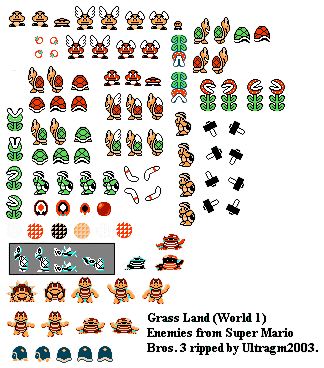 Grass Land (World 1)
Enemies from Super Mario
Bros. 3 ripped by Ultragm2003.